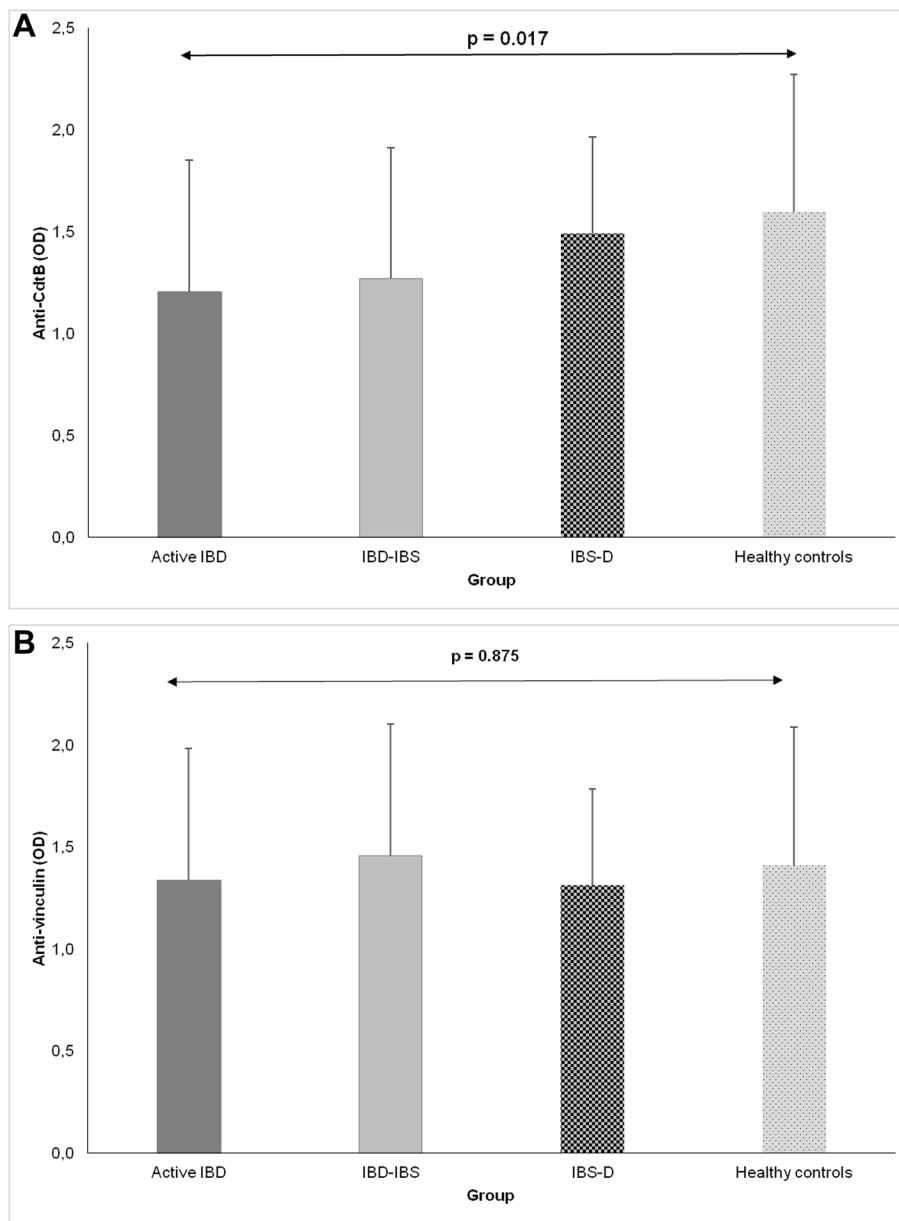 A
p = 0.017
2,5
2,0
1,5
1,0
0,5
0,0
Anti-CdtB (OD)
Active IBD IBD-IBS IBS-D Healthy controls
Group
B
p = 0.875
2,5
2,0
1,5
1,0
0,5
0,0
Anti-vinculin (OD)
Active IBD IBD-IBS IBS-D Healthy controls
Group